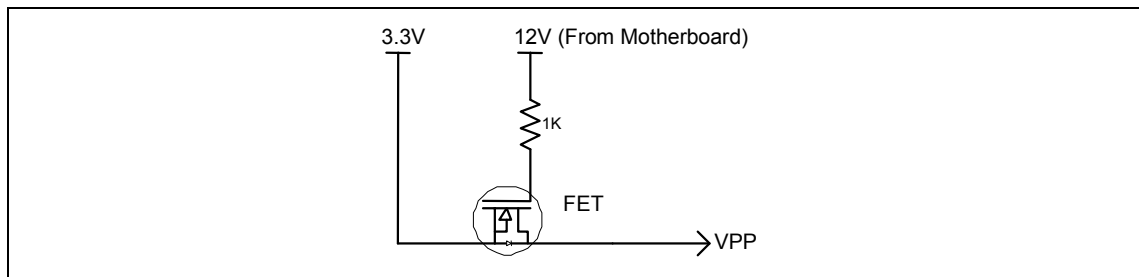 3.3V
12V (From Motherboard)
1K
FET
VPP